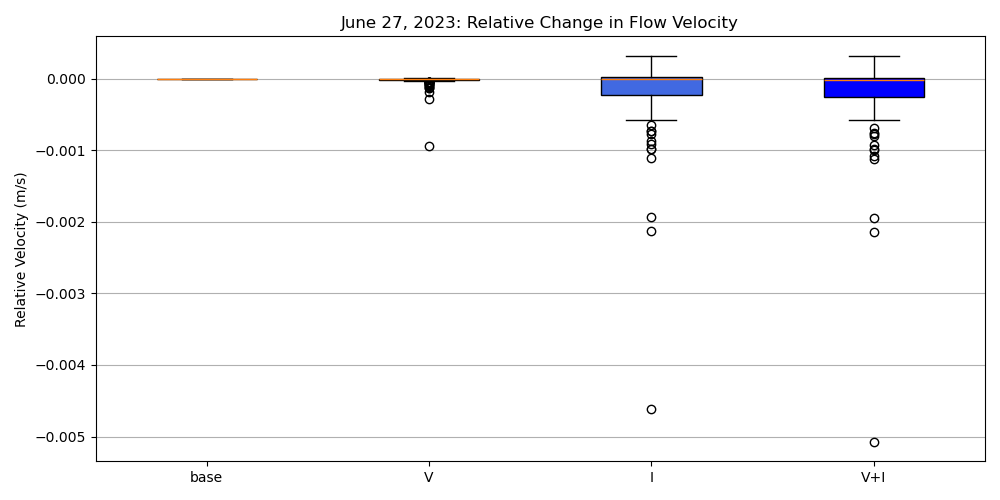 June 27, 2023: Relative Change in Flow Velocity
Relative Velocity (m/s)
0.000
−0.001
−0.002
−0.003
−0.004
−0.005
base
V
I
V+I